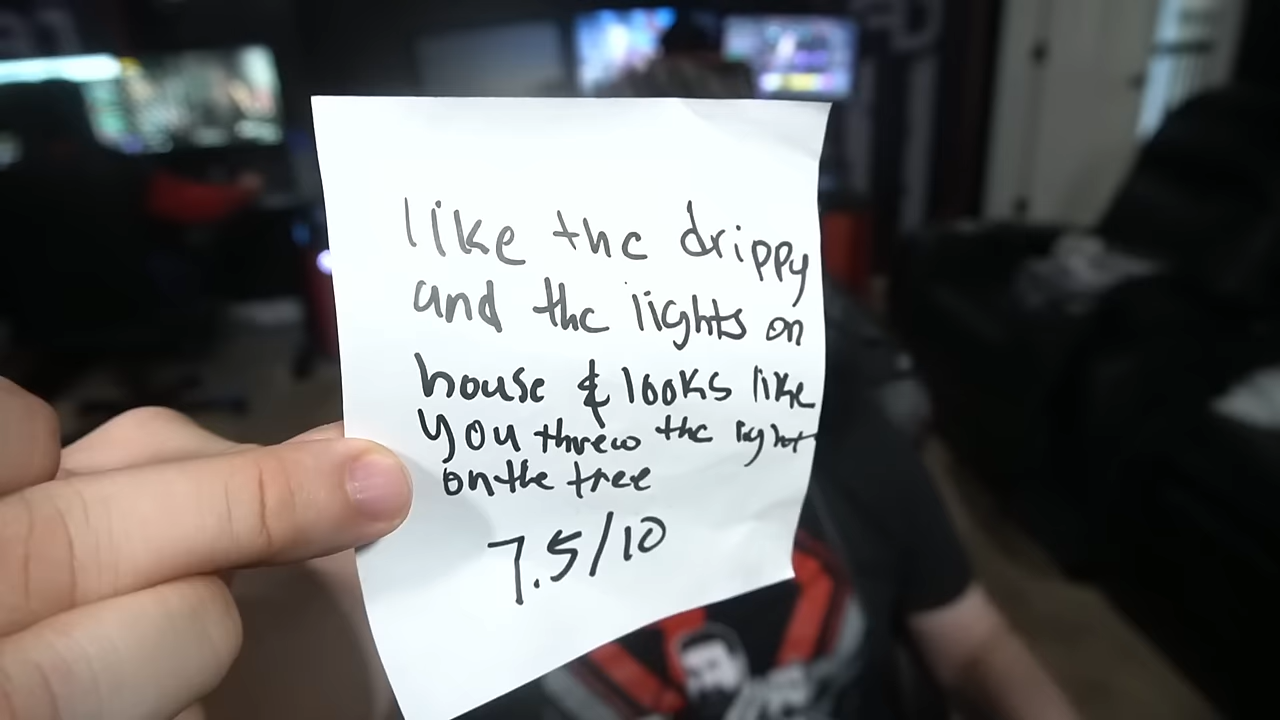 like the drippy
and the lights on
house & looks like
you threw the light
on the tree
7.5/10